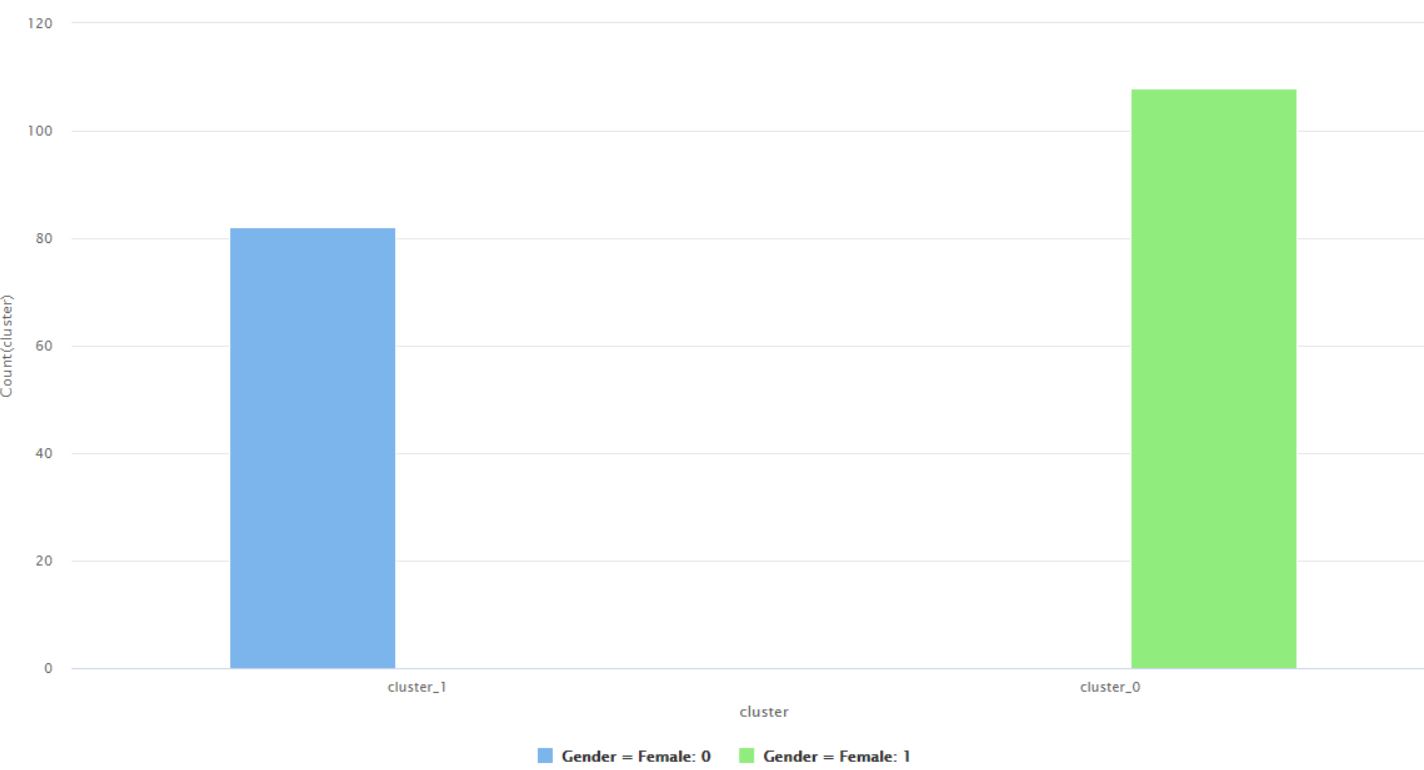 120
100
80
60
40
20
0
Count(cluster)
cluster_1
cluster_0
cluster
Gender = Female: 0
Gender = Female: 1